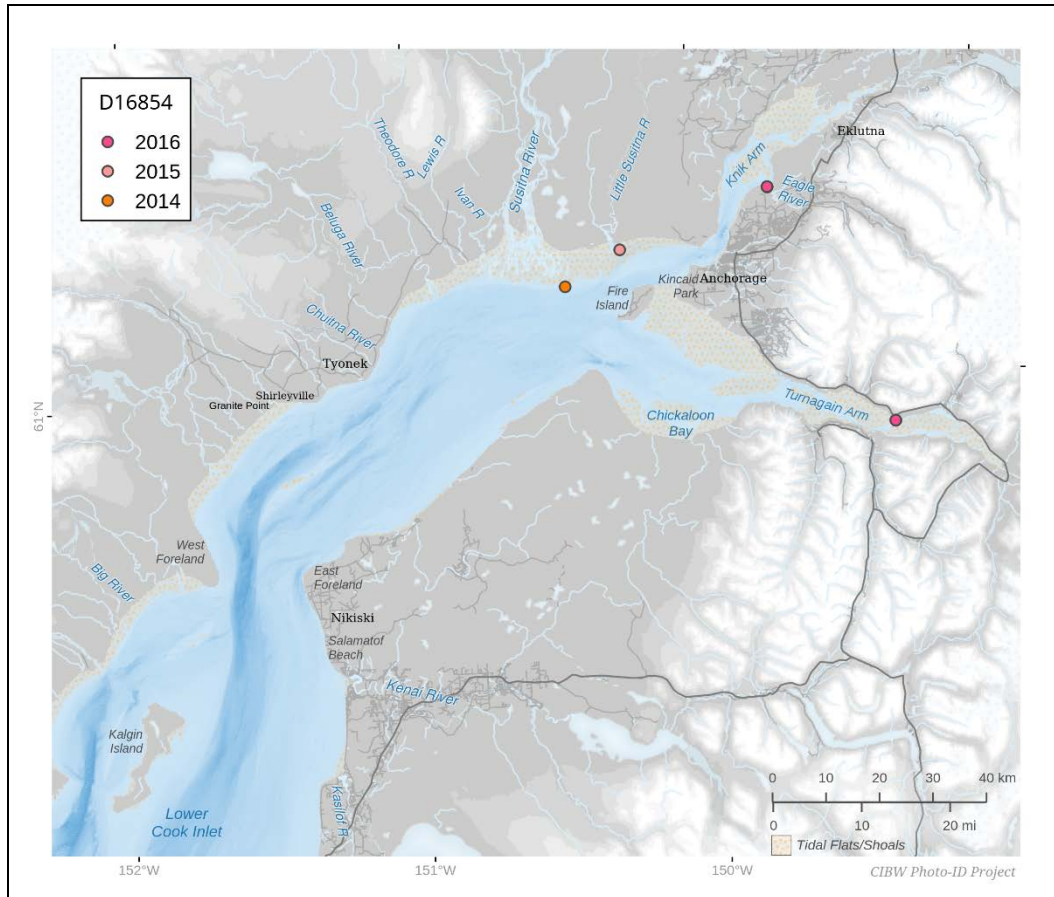 D16854
2016
2015
2014
Theodore R
Lewis R
Ivan R
Susitna River
Little Susitna R
Knik Arm
Eklutna
Eagle
River
Beluga River
Chuitna River
Kincaid
Park
Anchorage
Fire
Island
Tyonek
Shirleyville
Granite Point
Turnagain Arm
Chickaloon
Bay
61°N
West
Foreland
East
Foreland
Big River
Nikiski
Salamatof
Beach
Kenai River
Kalgin
Island
Kasilof R
Lower
Cook Inlet
0 10 20 30 40 km
0 10 20 mi
Tidal Flats/Shoals
152°W
151°W
150°W
CIBW Photo-ID Project